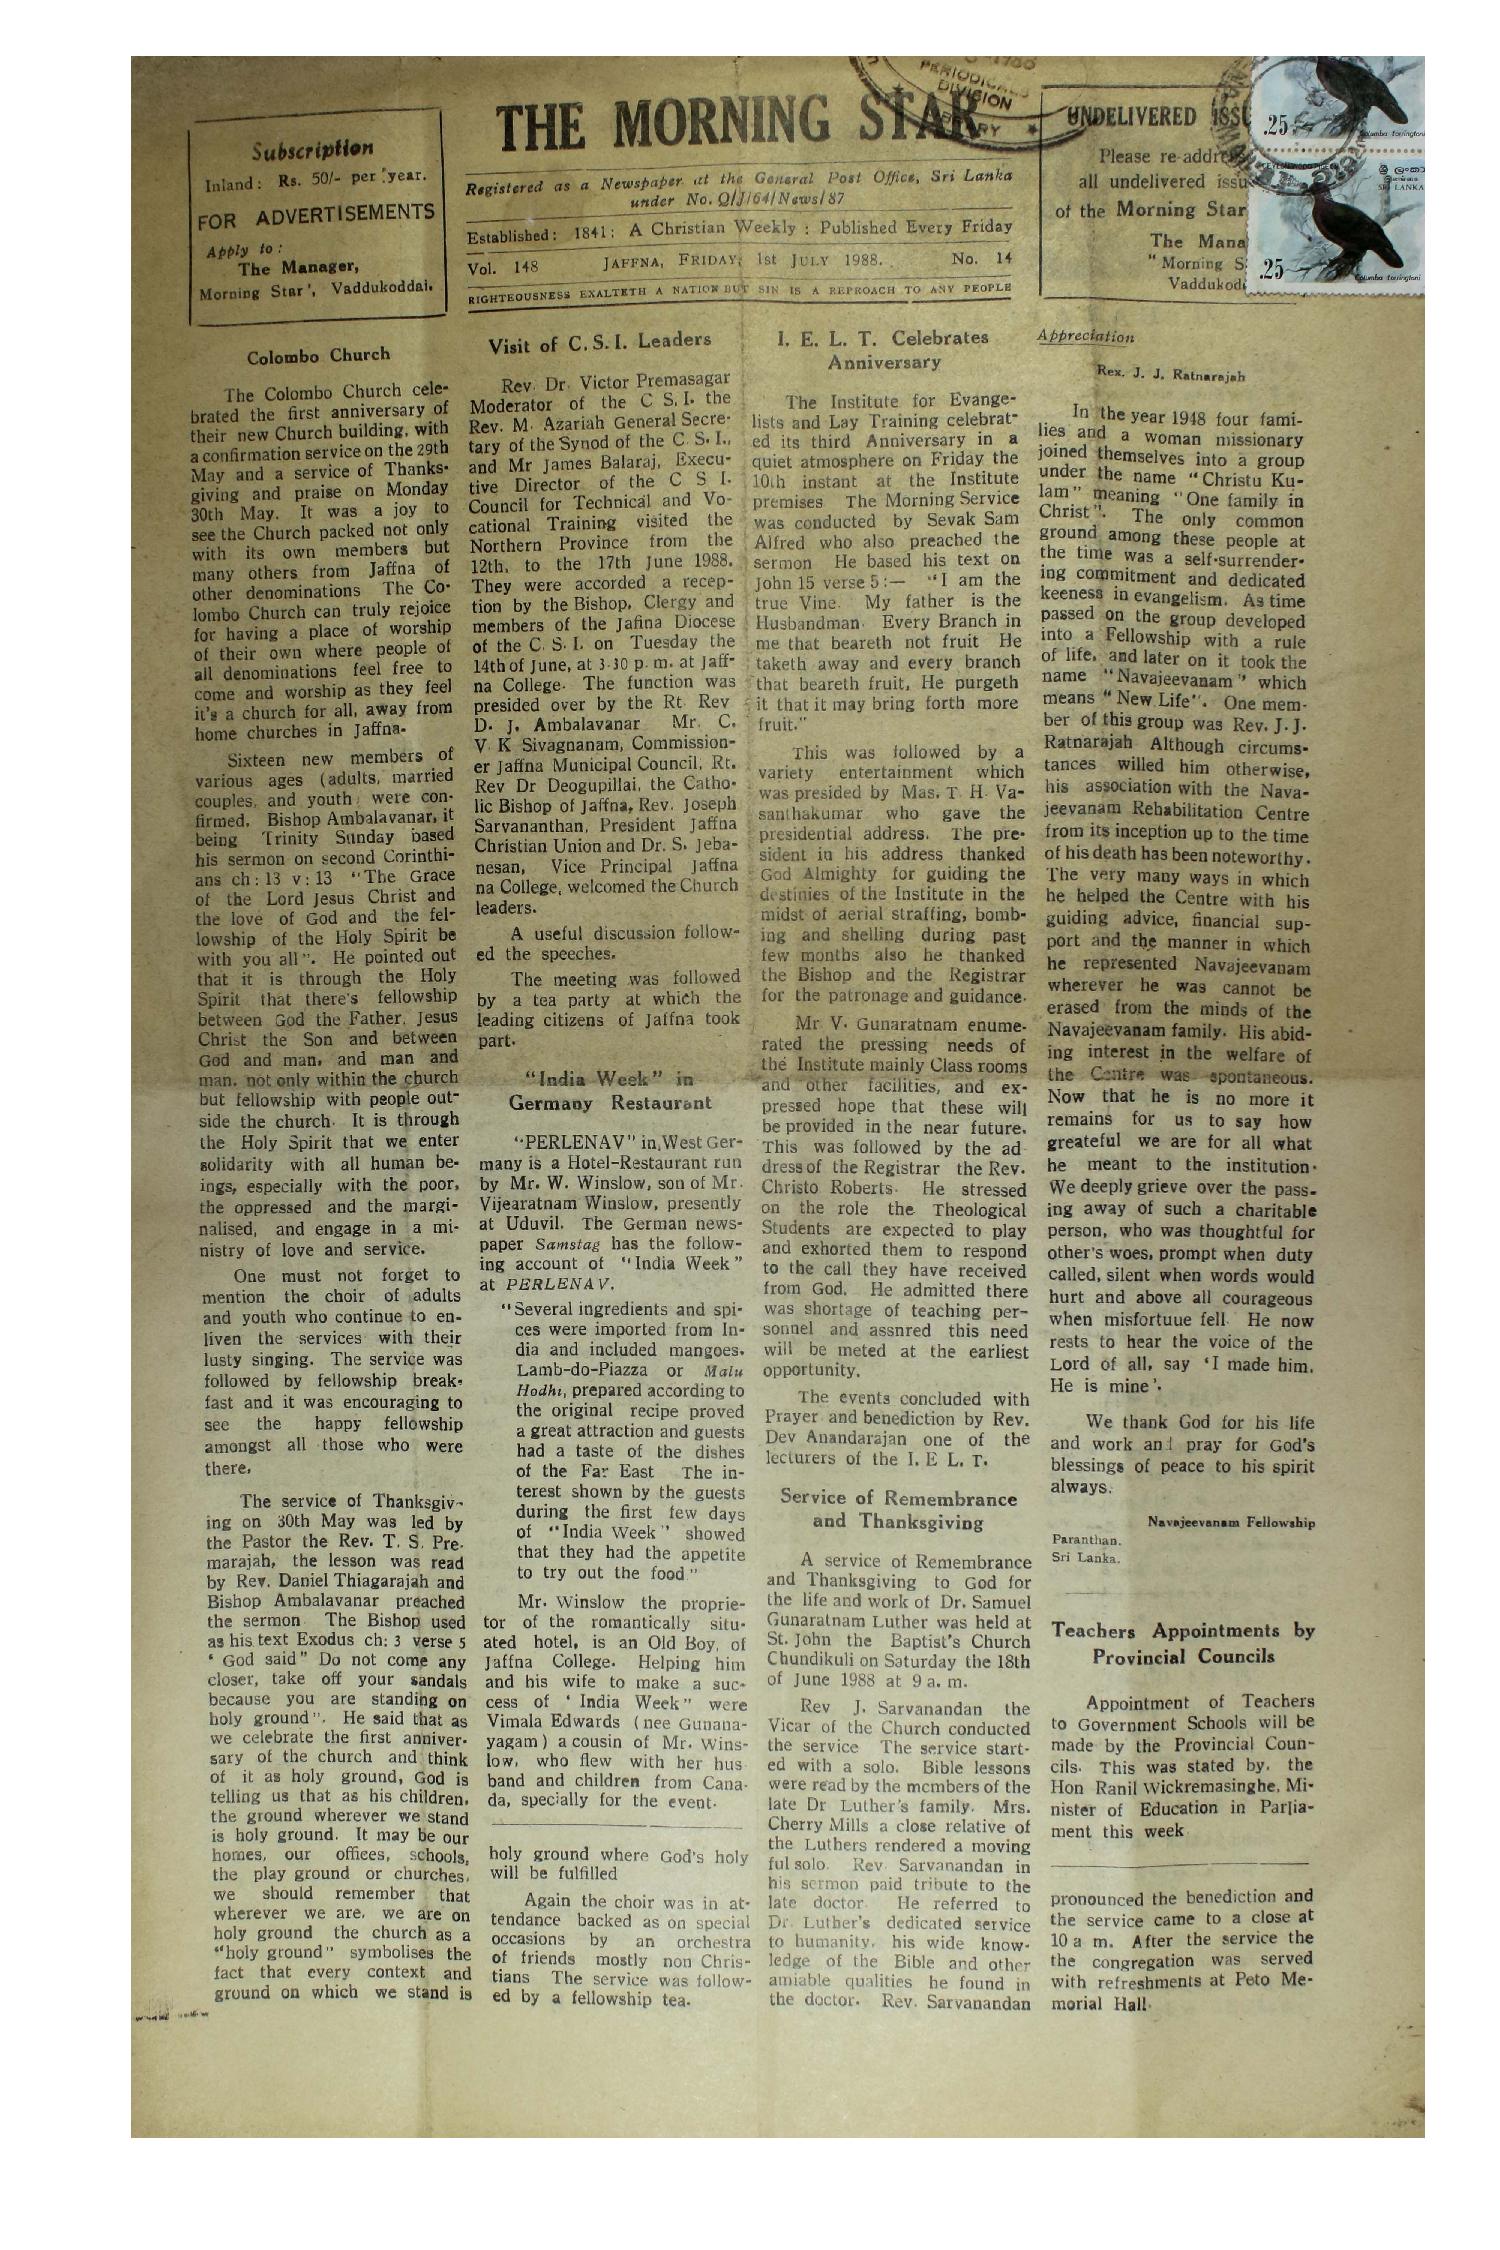 Subscription
Inland: Rs. 50/- per year.
FOR ADVERTISEMENTS
Apply to:
The Manager,
Morning Star', Vaddukoddai.
THE MORNING STAR
Registered as a Newspaper at the General Post Office, Sri Lanka
under No. Q/J/64/News/87
Established: 1841: A Christian Weekly: Published Every Friday
Vol. 148 JAFFNA, FRIDAY, 1st JULY 1988. No. 14
RIGHTEOUSNESS EXALTETH A NATION BUT SIN IS A REPROACH TO ANY PEOPLE
PERIODICALS
DIVISION
UNDELIVERED
Please re-address
all undelivered
of the Morning Star
The
"Morning
.25
Columba torringtoni
SRI LANKA
.25
Columba torringtoni
Colombo Church
The Colombo Church cele-
brated the first anniversary of
their new Church building, with
a confirmation service on the 29th
May and a service of Thanks-
giving and praise on Monday
30th May. It was a joy to
see the Church packed not only
with its own members but
many others from Jaffna of
other denominations The Co-
lombo Church can truly rejoice
for having a place of worship
of their own where people of
all denominations feel free to
come and worship as they feel
it's a church for all, away from
home churches in Jaffna.
Sixteen new members of
various ages (adults, married
couples, and youth were con-
firmed. Bishop Ambalavanar, it
being Trinity Sunday based
his sermon on second Corinthi-
ans ch: 13 v: 13 "The Grace
of the Lord Jesus Christ and
the love of God and the fel-
lowship of the Holy Spirit be
with you all". He pointed out
that it is through the Holy
Spirit that there's fellowship
between God the Father, Jesus
Christ the Son and between
God and man, and man and
man, not only within the church
but fellowship with people out-
side the church. It is through
the Holy Spirit that we enter
solidarity with all human be-
ings, especially with the poor,
the oppressed and the margi-
nalised, and engage in a mi-
nistry of love and service.
One must not forget to
mention the choir of adults
and youth who continue to en-
liven the services with their
lusty singing. The service was
followed by fellowship break-
fast and it was encouraging to
see the happy fellowship
amongst all those who were
there.
The service of Thanksgiv-
ing on 30th May was led by
the Pastor the Rev. T. S. Pre-
marajah, the lesson was read
by Rev. Daniel Thiagarajah and
Bishop Ambalavanar preached
the sermon The Bishop used
as his text Exodus ch: 3 verse 5
' God said" Do not come any
closer, take off your sandals
because you are standing on
holy ground". He said that as
we celebrate the first anniver-
sary of the church and think
of it as holy ground, God is
telling us that as his children,
the ground wherever we stand
is holy ground. It may be our
homes, our offices, schools,
the play ground or churches,
we should remember that
wherever we are, we are on
holy ground the church as a
"holy ground" symbolises the
fact that every context and
ground on which we stand is
Visit of C. S. I. Leaders
Rev. Dr. Victor Premasagar
Moderator of the C S. I. the
Rev. M. Azariah General Secre-
tary of the Synod of the C. S. I.,
and Mr James Balaraj, Execu-
tive Director of the C S I.
Council for Technical and Vo-
cational Training visited the
Northern Province from the
12th, to the 17th June 1988.
They were accorded a recep-
tion by the Bishop, Clergy and
members of the Jaffna Diocese
of the C. S. I. on Tuesday the
14th of June, at 3-30 p. m. at Jaff-
na College. The function was
presided over by the Rt. Rev
D. J. Ambalavanar Mr. C.
V. K Sivagnanam, Commission-
er Jaffna Municipal Council, Rt.
Rev Dr Deogupillai, the Catho-
lic Bishop of Jaffna, Rev. Joseph
Sarvananthan, President Jaffna
Christian Union and Dr. S. Jeba-
nesan, Vice Principal Jaffna
na College, welcomed the Church
leaders.
A useful discussion follow-
ed the speeches.
The meeting was followed
by a tea party at which the
leading citizens of Jaffna took
part.
"India Week" in
Germany Restaurant
"PERLENAV" in West Ger-
many is a Hotel-Restaurant run
by Mr. W. Winslow, son of Mr.
Vijearatnam Winslow, presently
at Uduvil. The German news-
paper Samstag has the follow-
ing account of "India Week"
at PERLENAV.
"Several ingredients and spi-
ces were imported from In-
dia and included mangoes.
Lamb-do-Piazza or Malu
Hodhi, prepared according to
the original recipe proved
a great attraction and guests
had a taste of the dishes
of the Far East The in-
terest shown by the guests
during the first few days
of "India Week" showed
that they had the appetite
to try out the food."
Mr. Winslow the proprie-
tor of the romantically situ-
ated hotel, is an Old Boy, of
Jaffna College. Helping him
and his wife to make a suc-
cess of ' India Week" were
Vimala Edwards (nee Gunana-
yagam) a cousin of Mr. Wins-
low, who flew with her hus
band and children from Cana-
da, specially for the event.
holy ground where God's holy
will be fulfilled
Again the choir was in at-
tendance backed as on special
occasions by an orchestra
of friends mostly non Chris-
tians The service was follow-
ed by a fellowship tea.
I. E. L. T. Celebrates
Anniversary
The Institute for Evange-
lists and Lay Training celebrat-
ed its third Anniversary in a
quiet atmosphere on Friday the
10th instant at the Institute
premises The Morning Service
was conducted by Sevak Sam
Alfred who also preached the
sermon He based his text on
John 15 verse 5:— "I am the
true Vine. My father is the
Husbandman. Every Branch in
me that beareth not fruit He
taketh away and every branch
that beareth fruit, He purgeth
it that it may bring forth more
fruit."
This was followed by a
variety entertainment which
was presided by Mas. T. H. Va-
santhakumar who gave the
presidential address. The pre-
sident in his address thanked
God Almighty for guiding the
destinies of the Institute in the
midst of aerial straffing, bomb-
ing and shelling during past
few months also he thanked
the Bishop and the Registrar
for the patronage and guidance.
Mr V. Gunaratnam enume-
rated the pressing needs of
the Institute mainly Class rooms
and other facilities, and ex-
pressed hope that these will
be provided in the near future.
This was followed by the ad
dress of the Registrar the Rev.
Christo Roberts. He stressed
on the role the Theological
Students are expected to play
and exhorted them to respond
to the call they have received
from God. He admitted there
was shortage of teaching per-
sonnel and assnred this need
will be meted at the earliest
opportunity.
The events concluded with
Prayer and benediction by Rev.
Dev Anandarajan one of the
lecturers of the I. E L. T.
Service of Remembrance
and Thanksgiving
A service of Remembrance
and Thanksgiving to God for
the life and work of Dr. Samuel
Gunaratnam Luther was held at
St. John the Baptist's Church
Chundikuli on Saturday the 18th
of June 1988 at 9 a. m.
Rev J. Sarvanandan the
Vicar of the Church conducted
the service The service start-
ed with a solo. Bible lessons
were read by the members of the
late Dr Luther's family. Mrs.
Cherry Mills a close relative of
the Luthers rendered a moving
ful solo. Rev Sarvanandan in
his sermon paid tribute to the
late doctor. He referred to
Dr Luther's dedicated service
to humanity, his wide know-
ledge of the Bible and other
amiable qualities he found in
the doctor. Rev. Sarvanandan
Appreciation
Rex. J. J. Ratnarajah
In the year 1948 four fami-
lies and a woman missionary
joined themselves into a group
under the name "Christu Ku-
lam" meaning "One family in
Christ". The only common
ground among these people at
the time was a self-surrender-
ing commitment and dedicated
keeness in evangelism. As time
passed on the group developed
into a Fellowship with a rule
of life, and later on it took the
name "Navajeevanam" which
means "New Life". One mem-
ber of this group was Rev. J. J.
Ratnarajah Although circums-
tances willed him otherwise,
his association with the Nava-
jeevanam Rehabilitation Centre
from its inception up to the time
of his death has been noteworthy.
The very many ways in which
he helped the Centre with his
guiding advice, financial sup-
port and the manner in which
he represented Navajeevanam
wherever he was cannot be
erased from the minds of the
Navajeevanam family. His abid-
ing interest in the welfare of
the Centre was spontaneous.
Now that he is no more it
remains for us to say how
greateful we are for all what
he meant to the institution.
We deeply grieve over the pass-
ing away of such a charitable
person, who was thoughtful for
other's woes, prompt when duty
called, silent when words would
hurt and above all courageous
when misfortuue fell. He now
rests to hear the voice of the
Lord of all, say 'I made him.
He is mine'.
We thank God for his life
and work and pray for God's
blessings of peace to his spirit
always.
Navajeevanam Fellowship
Paranthan.
Sri Lanka.
Teachers Appointments by
Provincial Councils
Appointment of Teachers
to Government Schools will be
made by the Provincial Coun-
cils. This was stated by, the
Hon Ranil Wickremasinghe, Mi-
nister of Education in Parlia-
ment this week
pronounced the benediction and
the service came to a close at
10 a m. After the service the
the congregation was served
with refreshments at Peto Me-
morial Hall.